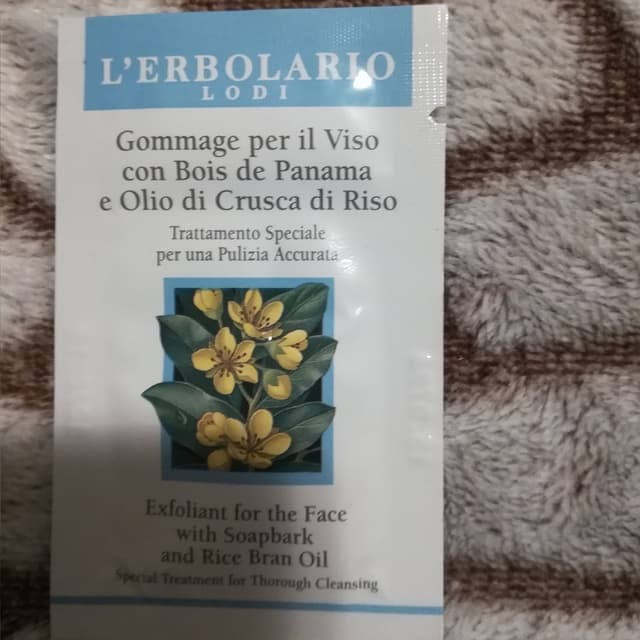 L'ERBOLARIO
LODI
Gommage per il Viso
con Bois de Panama
e Olio di Crusca di Riso
Trattamento Speciale
per una Pulizia Accurata
Exfoliant for the Face
with Soapbark
and Rice Bran Oil
Special Treatment for Thorough Cleansing